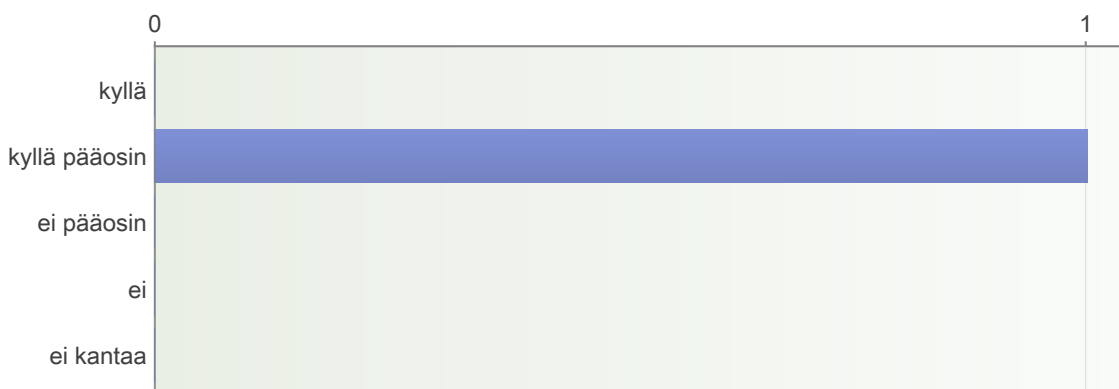 0 1
kyllä
kyllä pääosin
ei pääosin
ei
ei kantaa